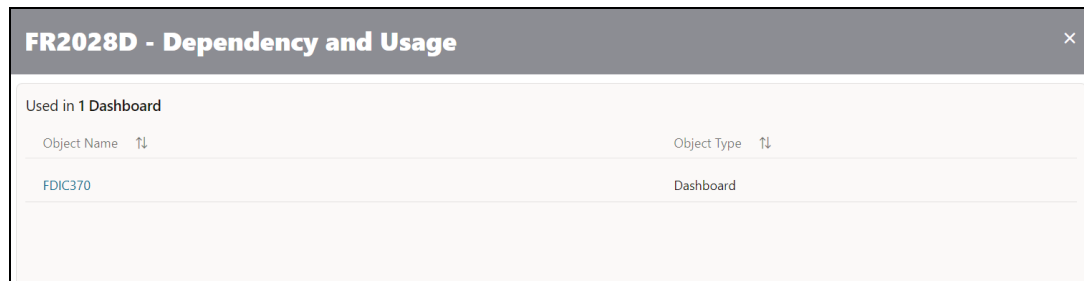 FR2028D - Dependency and Usage
Used in 1 Dashboard
Object Name Object Type
FDIC370 Dashboard